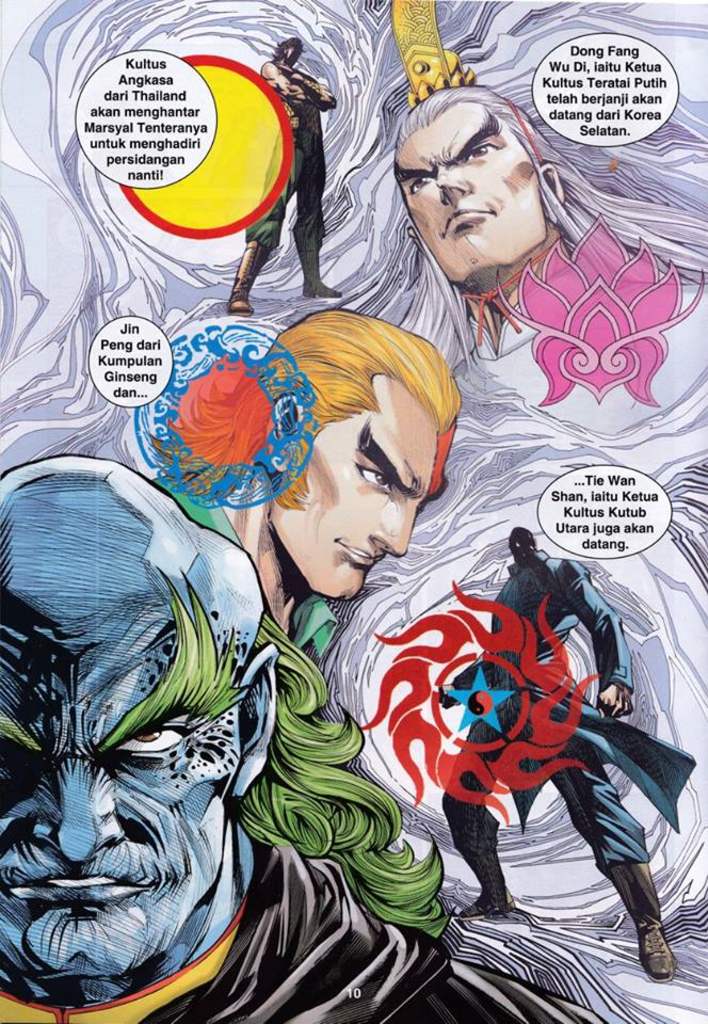 Kultus
Angkasa
dari Thailand
akan menghantar
Marsyal Tenteranya
untuk menghadiri
persidangan
nanti!
Dong Fang
Wu Di, iaitu Ketua
Kultus Teratai Putih
telah berjanji akan
datang dari Korea
Selatan.
Jin
Peng dari
Kumpulan
Ginseng
dan...
...Tie Wan
Shan, iaitu Ketua
Kultus Kutub
Utara juga akan
datang.
10